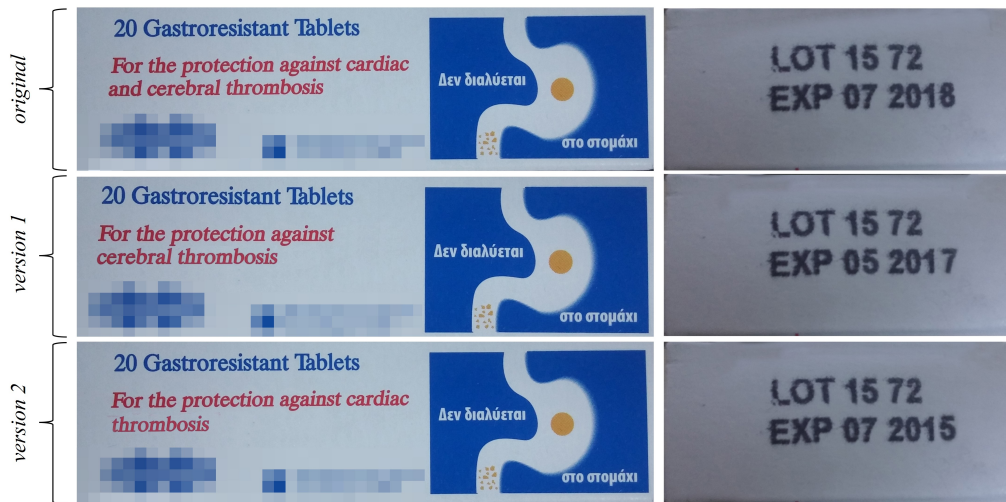 original
20 Gastroresistant Tablets
For the protection against cardiac
and cerebral thrombosis
Δεν διαλύεται
στο στομάχι
LOT 15 72
EXP 07 2018
version 1
20 Gastroresistant Tablets
For the protection against
cerebral thrombosis
Δεν διαλύεται
στο στομάχι
LOT 15 72
EXP 05 2017
version 2
20 Gastroresistant Tablets
For the protection against cardiac
thrombosis
Δεν διαλύεται
στο στομάχι
LOT 15 72
EXP 07 2015